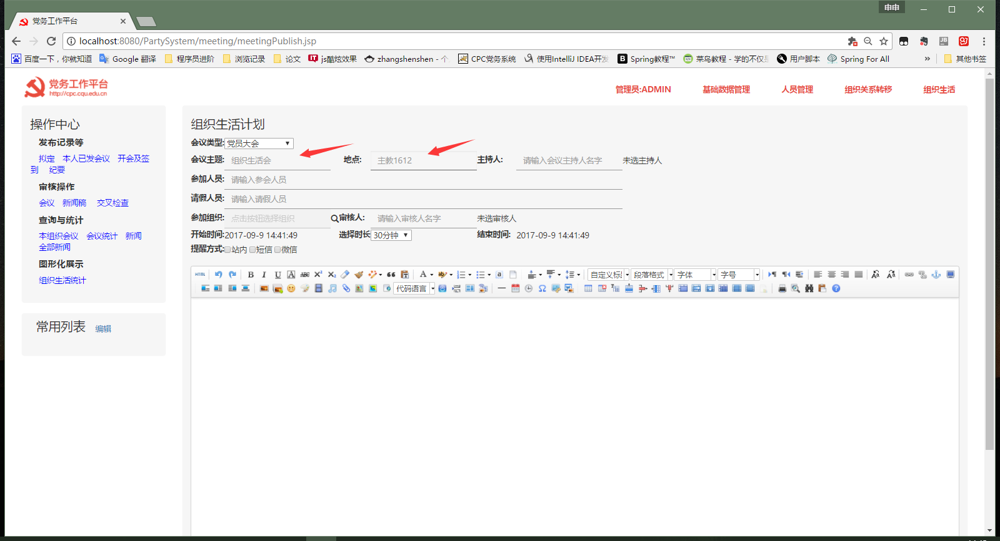 申申
党务工作平台
localhost:8080/PartySystem/meeting/meetingPublish.jsp
百度一下，你就知道 Google 翻译 程序员进阶 浏览记录 论文 js酷炫效果 zhangshenshen - 个 CPC党务系统 使用IntelliJ IDEA开发 Spring教程™ 菜鸟教程 - 学的不仅是 用户脚本 Spring For All » 其他书签
党务工作平台
http://cpc.cqu.edu.cn
管理员:ADMIN 基础数据管理 人员管理 组织关系转移 组织生活
操作中心
发布记录等
拟定 本人已发会议 开会及签
到 纪要
审核操作
会议 新闻稿 交叉检查
查询与统计
本组织会议 会议统计 新闻
全部新闻
图形化展示
组织生活统计
常用列表 编辑
组织生活计划
会议类型: 党员大会
会议主题: 组织生活会 地点: 主教1612 主持人: 请输入会议主持人名字 未选主持人
参加人员: 请输入参会人员
请假人员: 请输入请假人员
参加组织: 点击按钮选择组织 审核人: 请输入审核人名字 未选审核人
开始时间: 2017-09-9 14:41:49 选择时长 30分钟 结束时间: 2017-09-9 14:41:49
提醒方式: 站内 短信 微信
HTML B I U A ABC X² X₂ A ab a 自定义标题 段落格式 字体 字号
代码语言